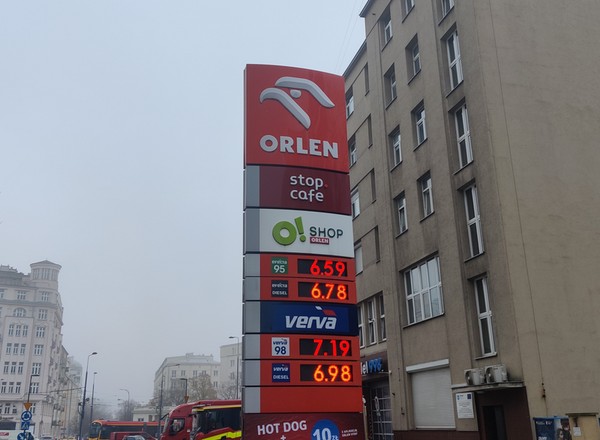 ORLEN
stop
cafe
O! SHOP
ORLEN
efecta 95 6.59
efecta DIESEL 6.78
verva
verva 98 7.19
verva DIESEL 6.98
HOT DOG
+
10